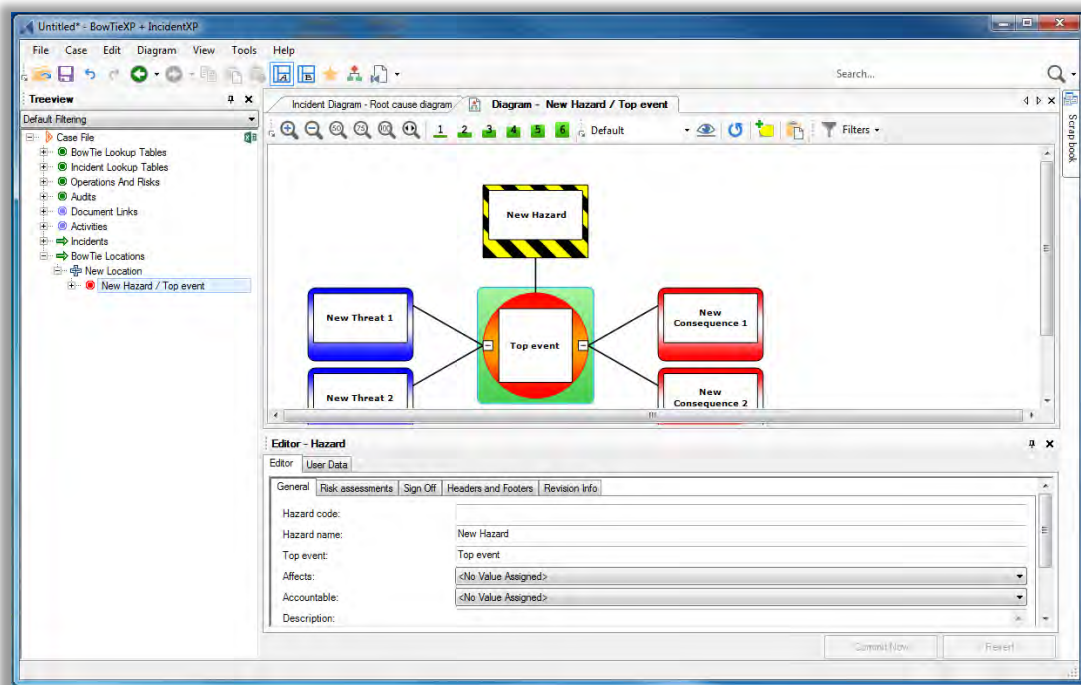 Untitled* - BowTieXP + IncidentXP
File Case Edit Diagram View Tools Help
Search...
Treeview
Default Filtering
Case File
BowTie Lookup Tables
Incident Lookup Tables
Operations And Risks
Audits
Document Links
Activities
Incidents
BowTie Locations
New Location
New Hazard / Top event
Incident Diagram - Root cause diagram
Diagram - New Hazard / Top event
50 75 100 1 2 3 4 5 6 Default Filters
Scrap book
New Hazard
New Threat 1
Top event
New
Consequence 1
New Threat 2
New
Consequence 2
Editor - Hazard
Editor User Data
General Risk assessments Sign Off Headers and Footers Revision Info
Hazard code:
Hazard name: New Hazard
Top event: Top event
Affects: <No Value Assigned>
Accountable: <No Value Assigned>
Description:
Commit Now Revert